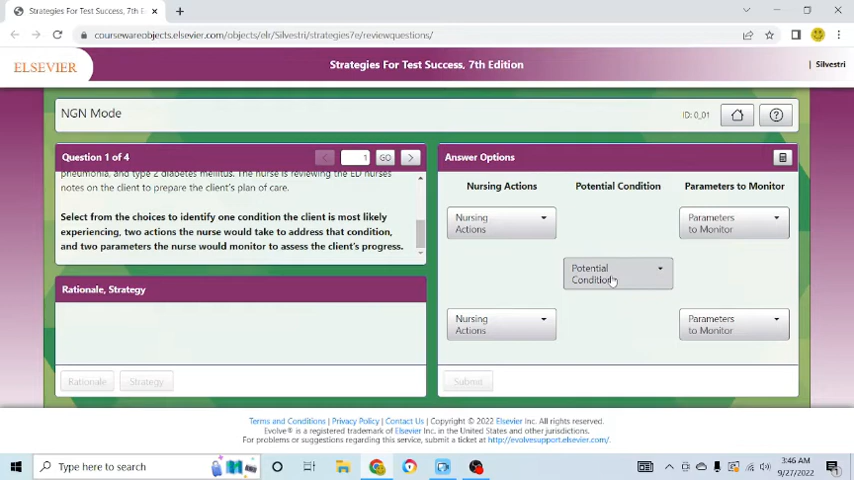 Strategies For Test Success, 7th E
coursewareobjects.elsevier.com/objects/elr/Silvestri/strategies7e/reviewquestions/
ELSEVIER
Strategies For Test Success, 7th Edition
| Silvestri
NGN Mode
ID: 0_01
Question 1 of 4
1
GO
pneumonia, and type 2 diabetes mellitus. The nurse is reviewing the ED nurses
notes on the client to prepare the client's plan of care.
Select from the choices to identify one condition the client is most likely
experiencing, two actions the nurse would take to address that condition,
and two parameters the nurse would monitor to assess the client's progress.
Rationale, Strategy
Rationale
Strategy
Answer Options
Nursing Actions
Potential Condition
Parameters to Monitor
Nursing
Actions
Parameters
to Monitor
Potential
Condition
Nursing
Actions
Parameters
to Monitor
Submit
Terms and Conditions | Privacy Policy | Contact Us | Copyright © 2022 Elsevier Inc. All rights reserved.
Evolve® is a registered trademark of Elsevier Inc. in the United States and other jurisdictions.
For problems or suggestions regarding this service, submit a ticket at http://evolvesupport.elsevier.com/.
Type here to search
3:46 AM
9/27/2022